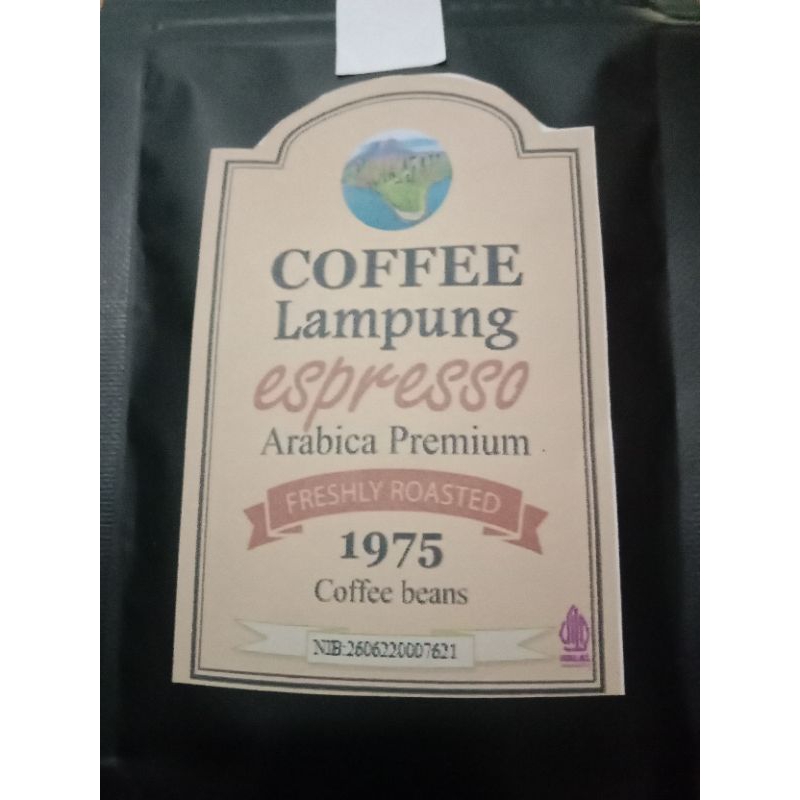 COFFEE
Lampung
espresso
Arabica Premium
FRESHLY ROASTED
1975
Coffee beans
NIB:2606220007621